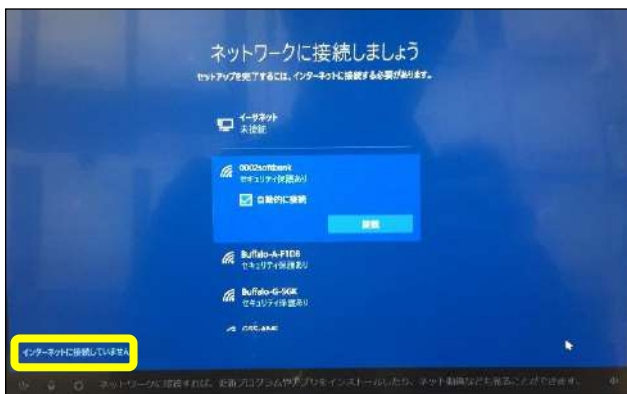 ネットワークに接続しましょう
セットアップを完了するには、インターネットに接続する必要があります。
イーサネット
未接続
0002softbank
セキュリティ保護あり
自動的に接続
接続
Buffalo-A-F1D6
セキュリティ保護あり
Buffalo-G-5GK
セキュリティ保護あり
インターネットに接続していません
ネットワークに接続すれば、更新プログラムやアプリをインストールしたり、ネット動画なども見ることができます。